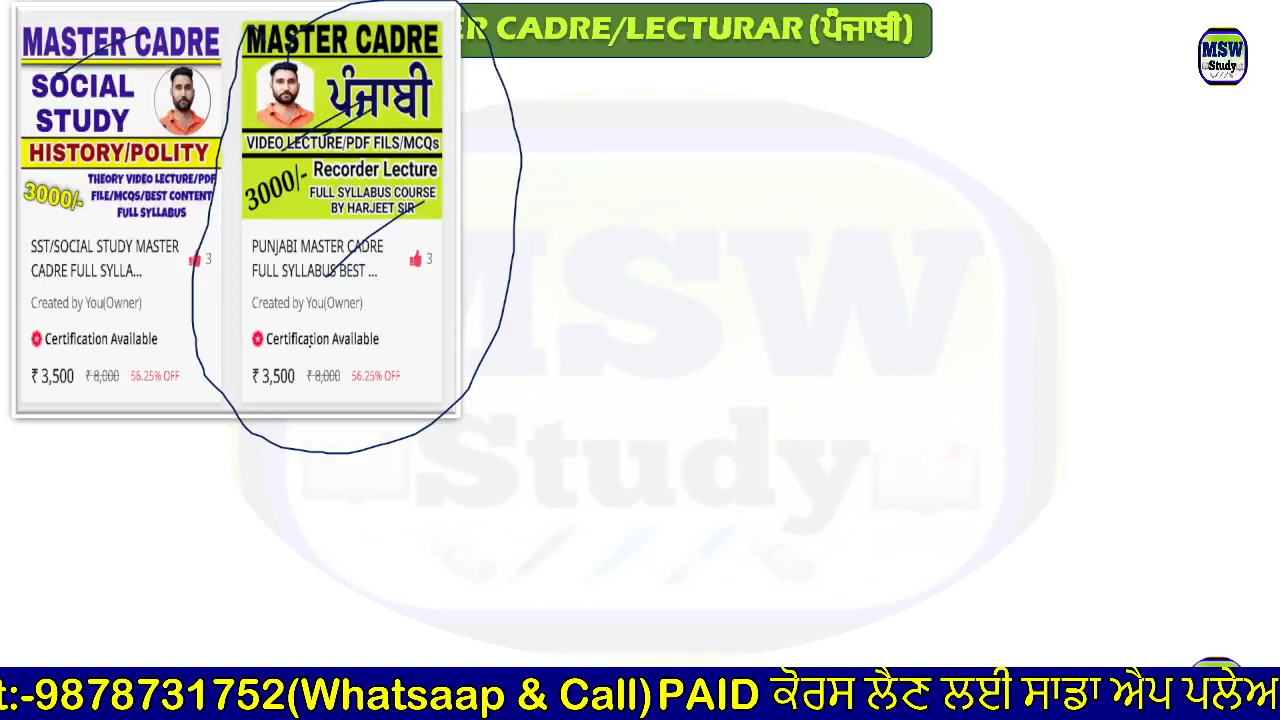 ER CADRE/LECTURAR (ਪੰਜਾਬੀ)
MSW
Study
MASTER CADRE
SOCIAL
STUDY
HISTORY/POLITY
3000/-
THEORY VIDEO LECTURE/PDF
FILE/MCQS/BEST CONTENT
FULL SYLLABUS
SST/SOCIAL STUDY MASTER
CADRE FULL SYLLA...
3
Created by You(Owner)
Certification Available
₹ 3,500 ₹ 8,000 56.25% OFF
MASTER CADRE
ਪੰਜਾਬੀ
VIDEO LECTURE/PDF FILS/MCQs
3000/-
Recorder Lecture
FULL SYLLABUS COURSE
BY HARJEET SIR
PUNJABI MASTER CADRE
FULL SYLLABUS BEST ...
3
Created by You(Owner)
Certification Available
₹ 3,500 ₹ 8,000 56.25% OFF
MSW
Study
t:-9878731752(Whatsaap & Call) PAID ਕੋਰਸ ਲੈਣ ਲਈ ਸਾਡਾ ਐਪ ਪਲੇਅ